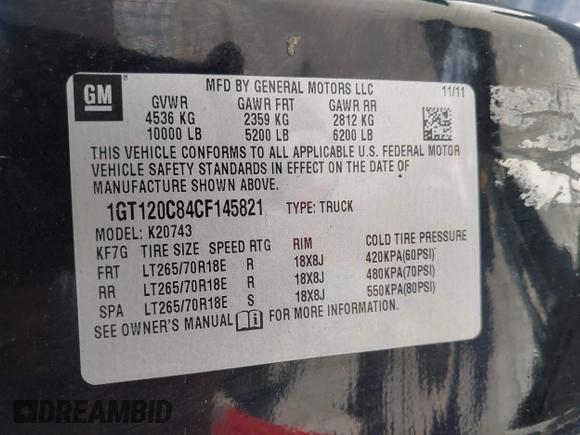 GM
MFD BY GENERAL MOTORS LLC 11/11
GVWR GAWR FRT GAWR RR
4536 KG 2359 KG 2812 KG
10000 LB 5200 LB 6200 LB
THIS VEHICLE CONFORMS TO ALL APPLICABLE U.S. FEDERAL MOTOR
VEHICLE SAFETY STANDARDS IN EFFECT ON THE DATE OF
MANUFACTURE SHOWN ABOVE.
1GT120C84CF145821 TYPE: TRUCK
MODEL: K20743
KF7G TIRE SIZE SPEED RTG RIM COLD TIRE PRESSURE
FRT LT265/70R18E R 18X8J 420KPA(60PSI)
RR LT265/70R18E R 18X8J 480KPA(70PSI)
SPA LT265/70R18E S 18X8J 550KPA(80PSI)
SEE OWNER'S MANUAL FOR MORE INFORMATION.
DREAMBID